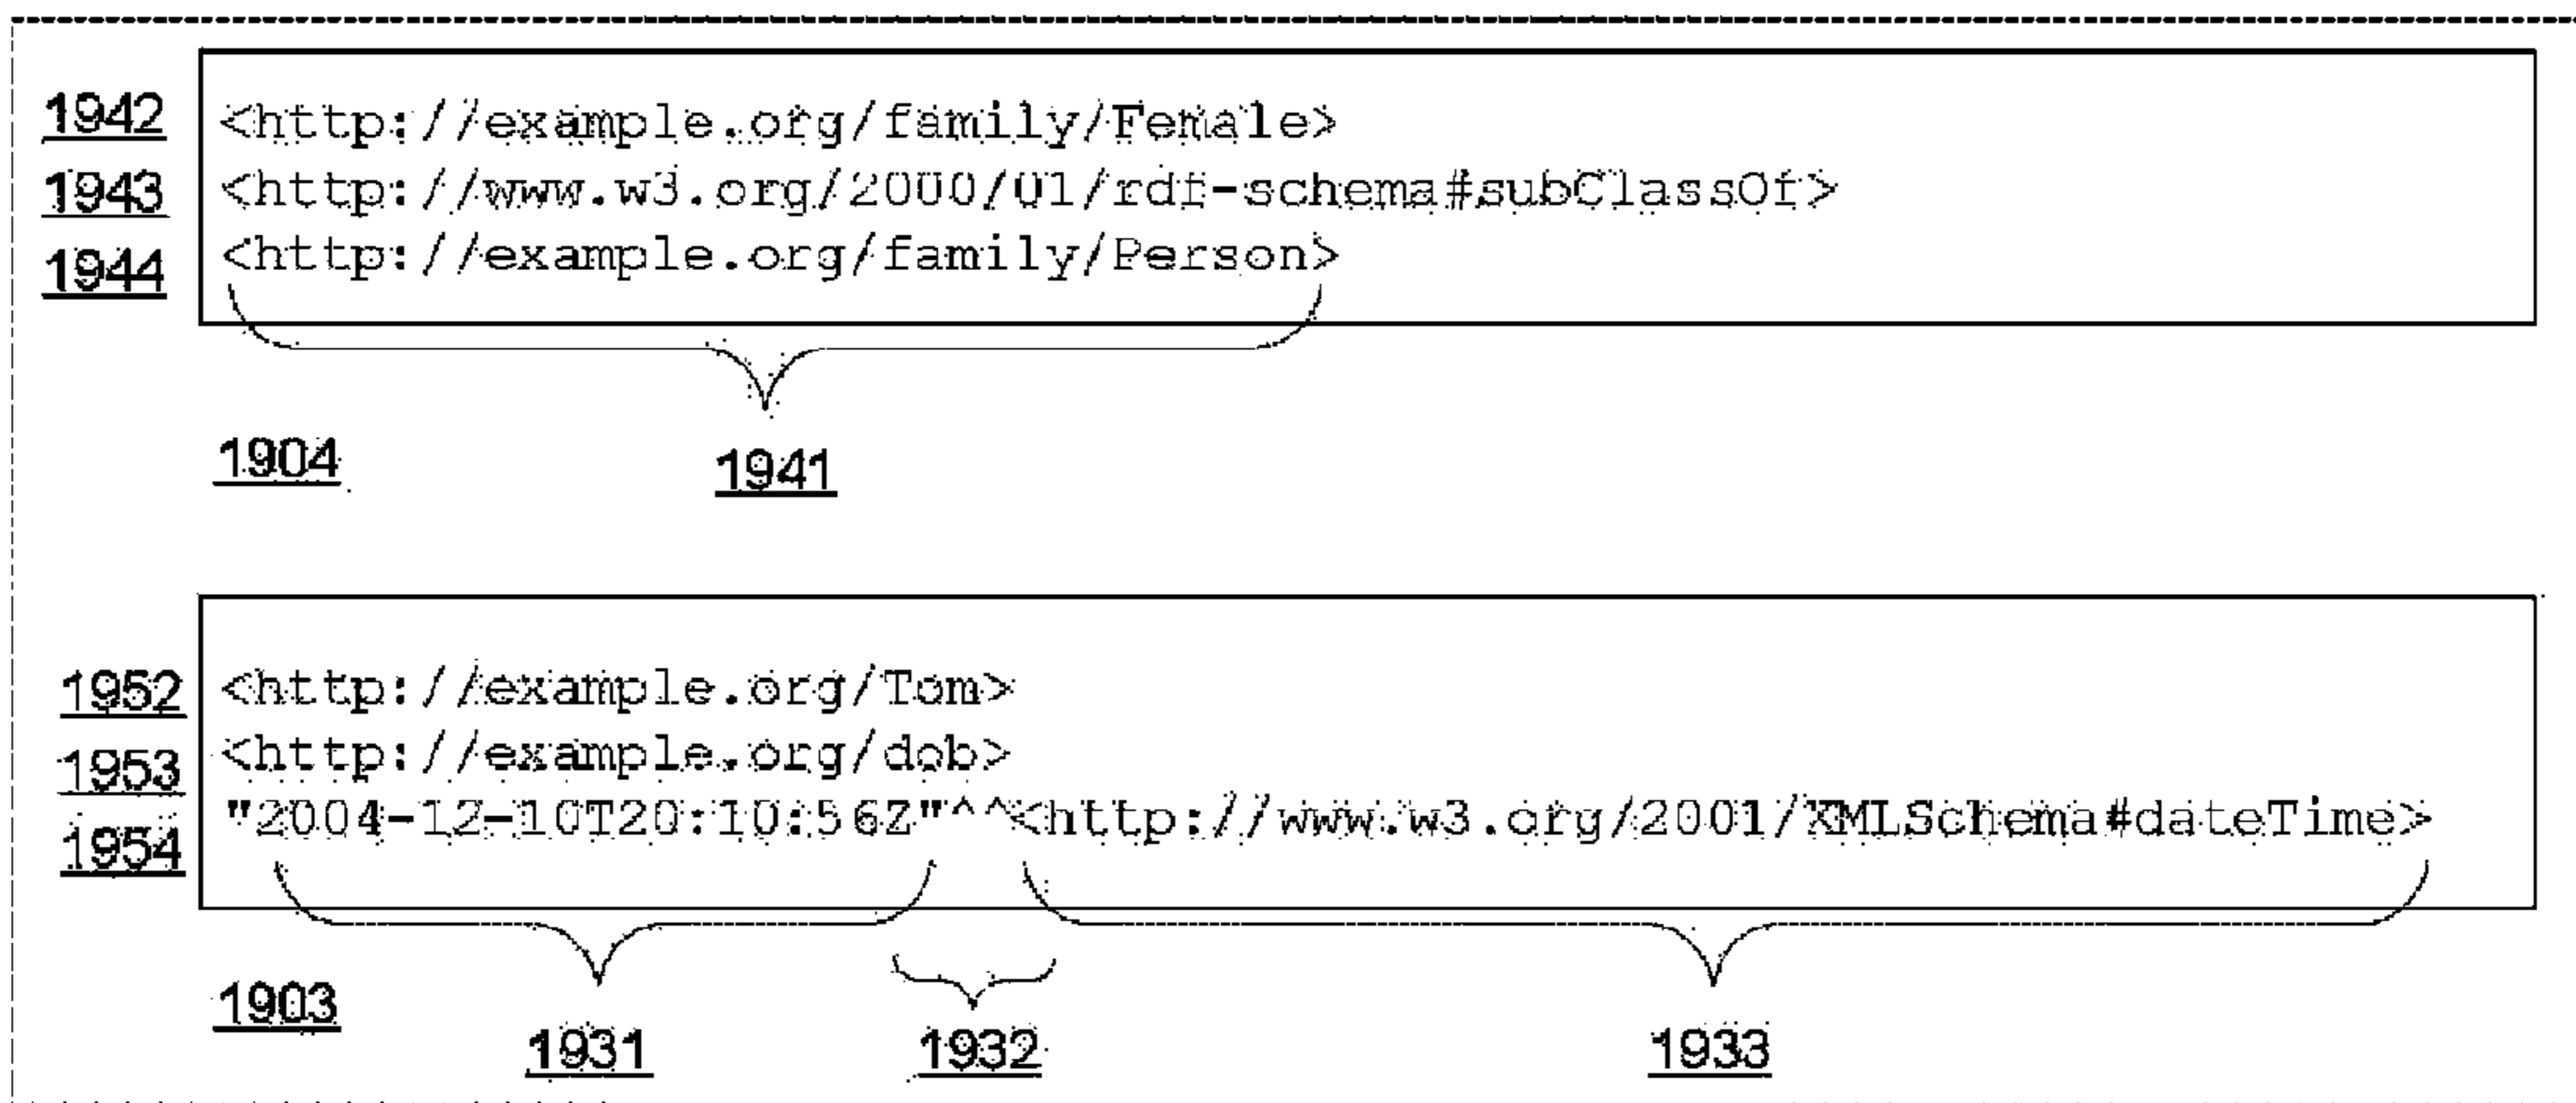 1942 <http://example.org/family/Female>
1943 <http://www.w3.org/2000/01/rdf-schema#subClassOf>
1944 <http://example.org/family/Person>
1904 1941
1952 <http://example.org/Tom>
1953 <http://example.org/dob>
1954 "2004-12-10T20:10:56Z"^^<http://www.w3.org/2001/XMLSchema#dateTime>
1903
1931 1932 1933